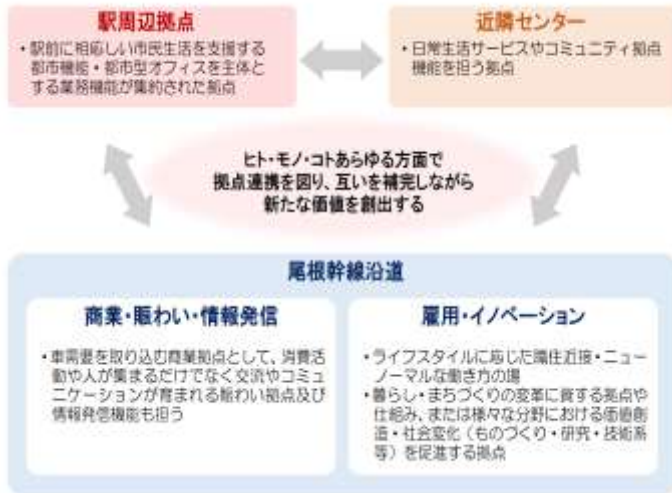 駅周辺拠点
・駅前に相応しい市民生活を支援する
都市機能・都市型オフィスを主体と
する業務機能が集約された拠点
近隣センター
・日常生活サービスやコミュニティ拠点
機能を担う拠点
ヒト・モノ・コトあらゆる方面で
拠点連携を図り、互いを補完しながら
新たな価値を創出する
尾根幹線沿道
商業・賑わい・情報発信
・車需要を取り込む商業拠点として、消費活
動や人が集まるだけでなく交流やコミュ
ニケーションが育まれる賑わい拠点及び
情報発信機能も担う
雇用・イノベーション
・ライフスタイルに応じた職住近接・ニュー
ノーマルな働き方の場
・暮らし・まちづくりの変革に資する拠点や
仕組み、または様々な分野における価値創
造・社会変化（ものづくり・研究・技術系
等）を促進する拠点